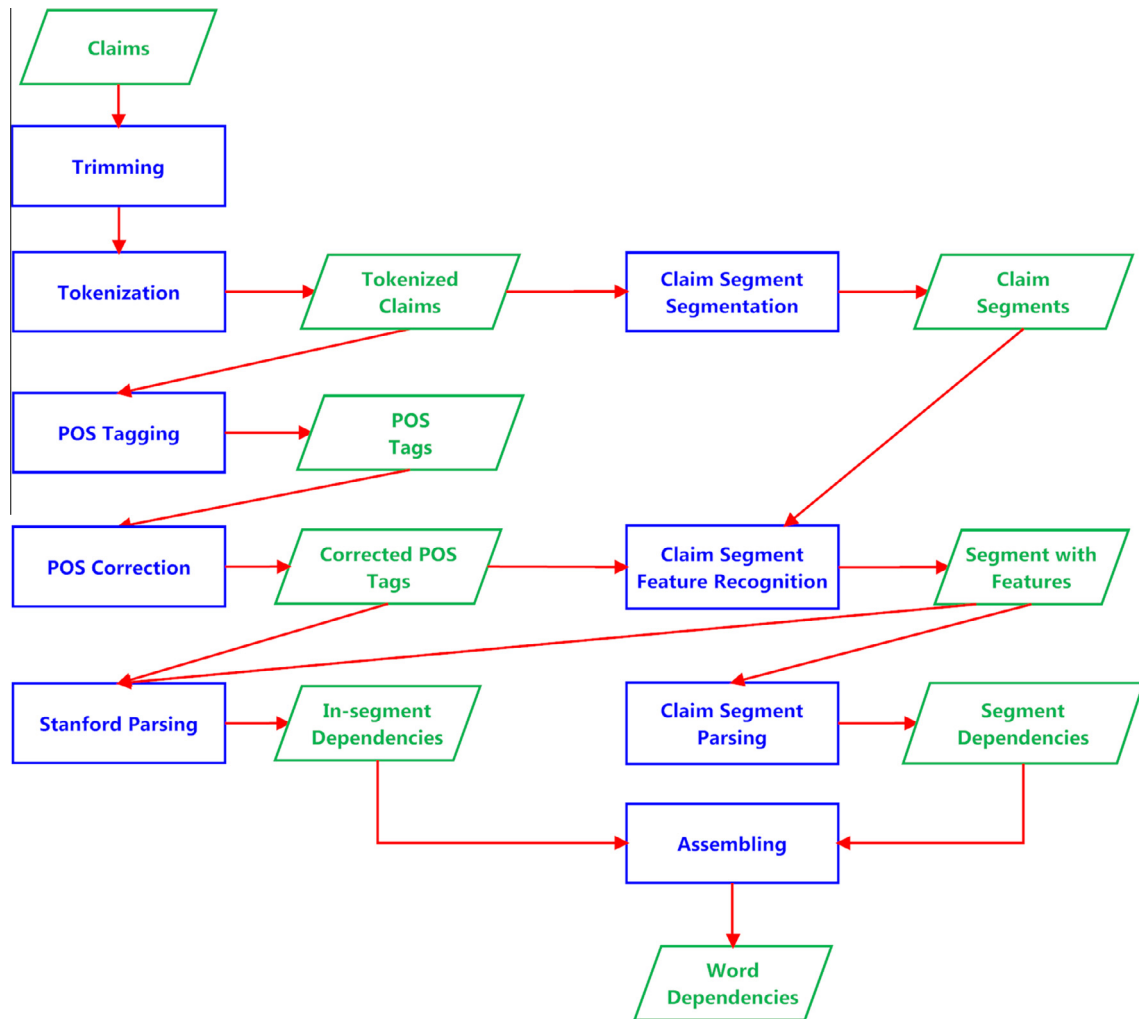 Claims
Trimming
Tokenization
Tokenized
Claims
Claim Segment
Segmentation
Claim
Segments
POS Tagging
POS
Tags
POS Correction
Corrected POS
Tags
Claim Segment
Feature Recognition
Segment with
Features
Stanford Parsing
In-segment
Dependencies
Claim Segment
Parsing
Segment
Dependencies
Assembling
Word
Dependencies